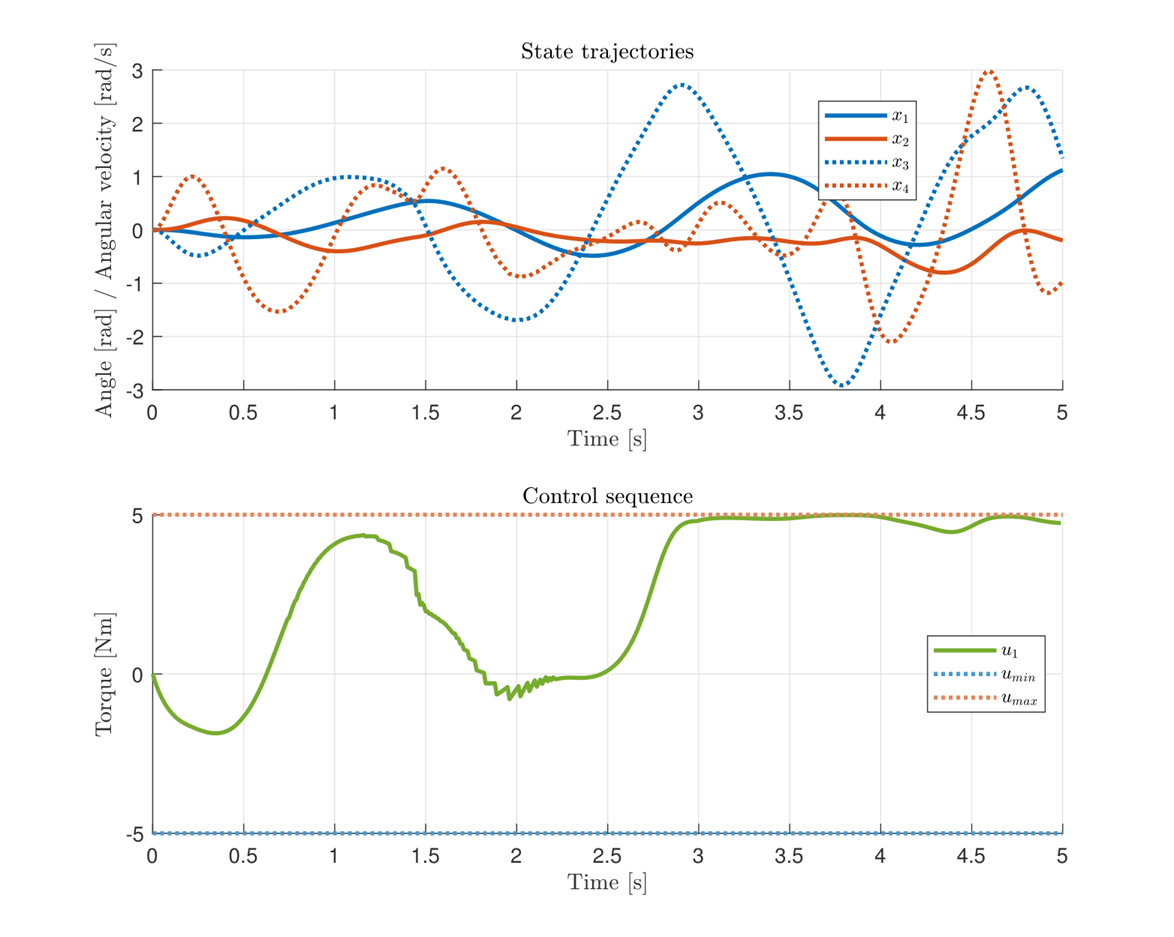 State trajectories
Angle [rad] / Angular velocity [rad/s]
3
2
1
0
-1
-2
-3
x₁
x₂
x₃
x₄
0 0.5 1 1.5 2 2.5 3 3.5 4 4.5 5
Time [s]
Control sequence
Torque [Nm]
5
0
-5
u₁
uₘᵢₙ
uₘₐₓ
0 0.5 1 1.5 2 2.5 3 3.5 4 4.5 5
Time [s]